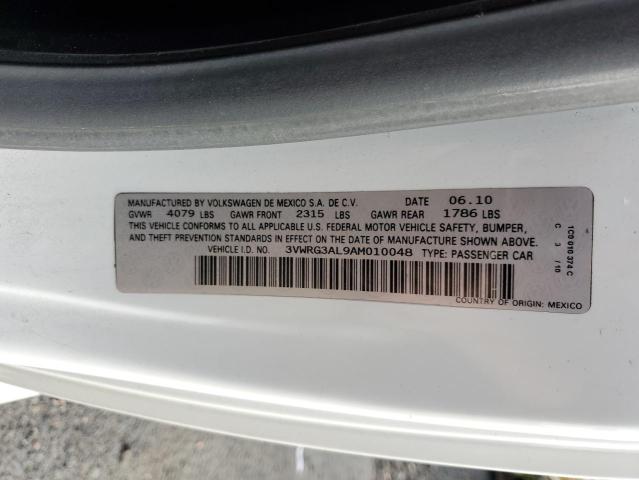 MANUFACTURED BY VOLKSWAGEN DE MEXICO S.A. DE C.V. DATE 06.10
GVWR 4079 LBS GAWR FRONT 2315 LBS GAWR REAR 1786 LBS
THIS VEHICLE CONFORMS TO ALL APPLICABLE U.S. FEDERAL MOTOR VEHICLE SAFETY, BUMPER,
AND THEFT PREVENTION STANDARDS IN EFFECT ON THE DATE OF MANUFACTURE SHOWN ABOVE.
VEHICLE I.D. NO. 3VWRG3AL9AM010048 TYPE: PASSENGER CAR
COUNTRY OF ORIGIN: MEXICO
1C0 010 374 C
C 3 /10